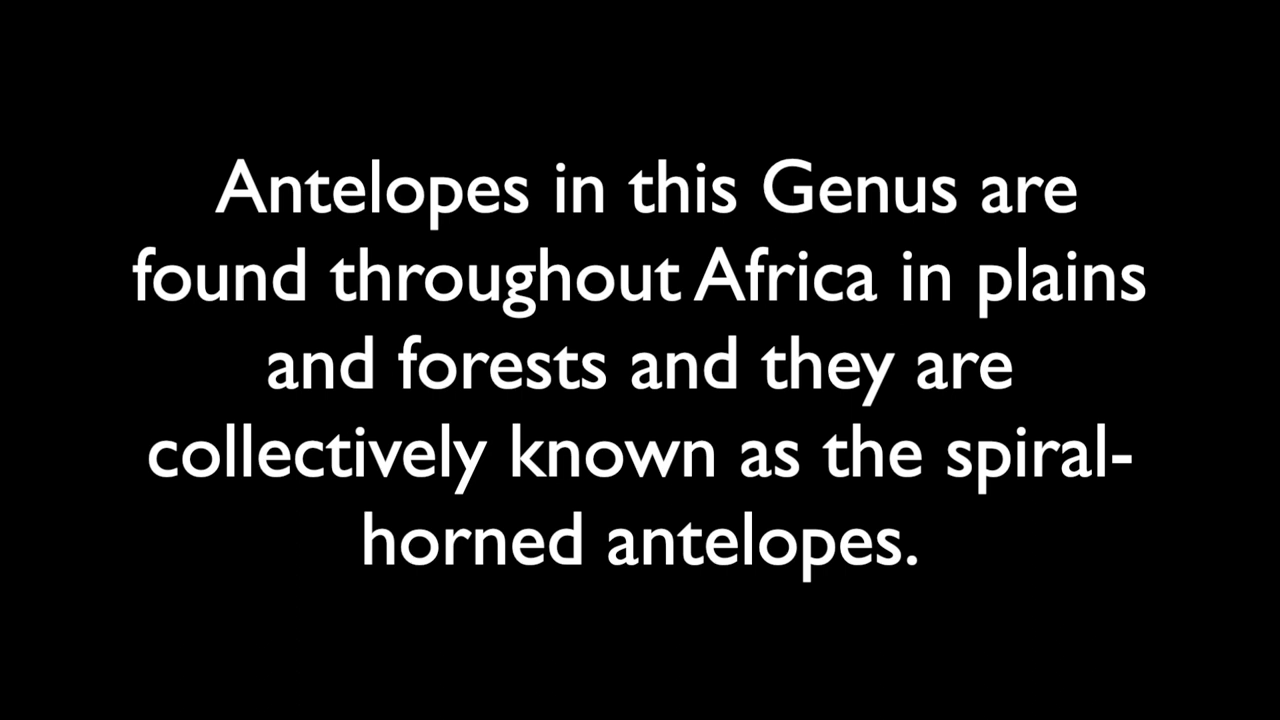 Antelopes in this Genus are
found throughout Africa in plains
and forests and they are
collectively known as the spiral-
horned antelopes.